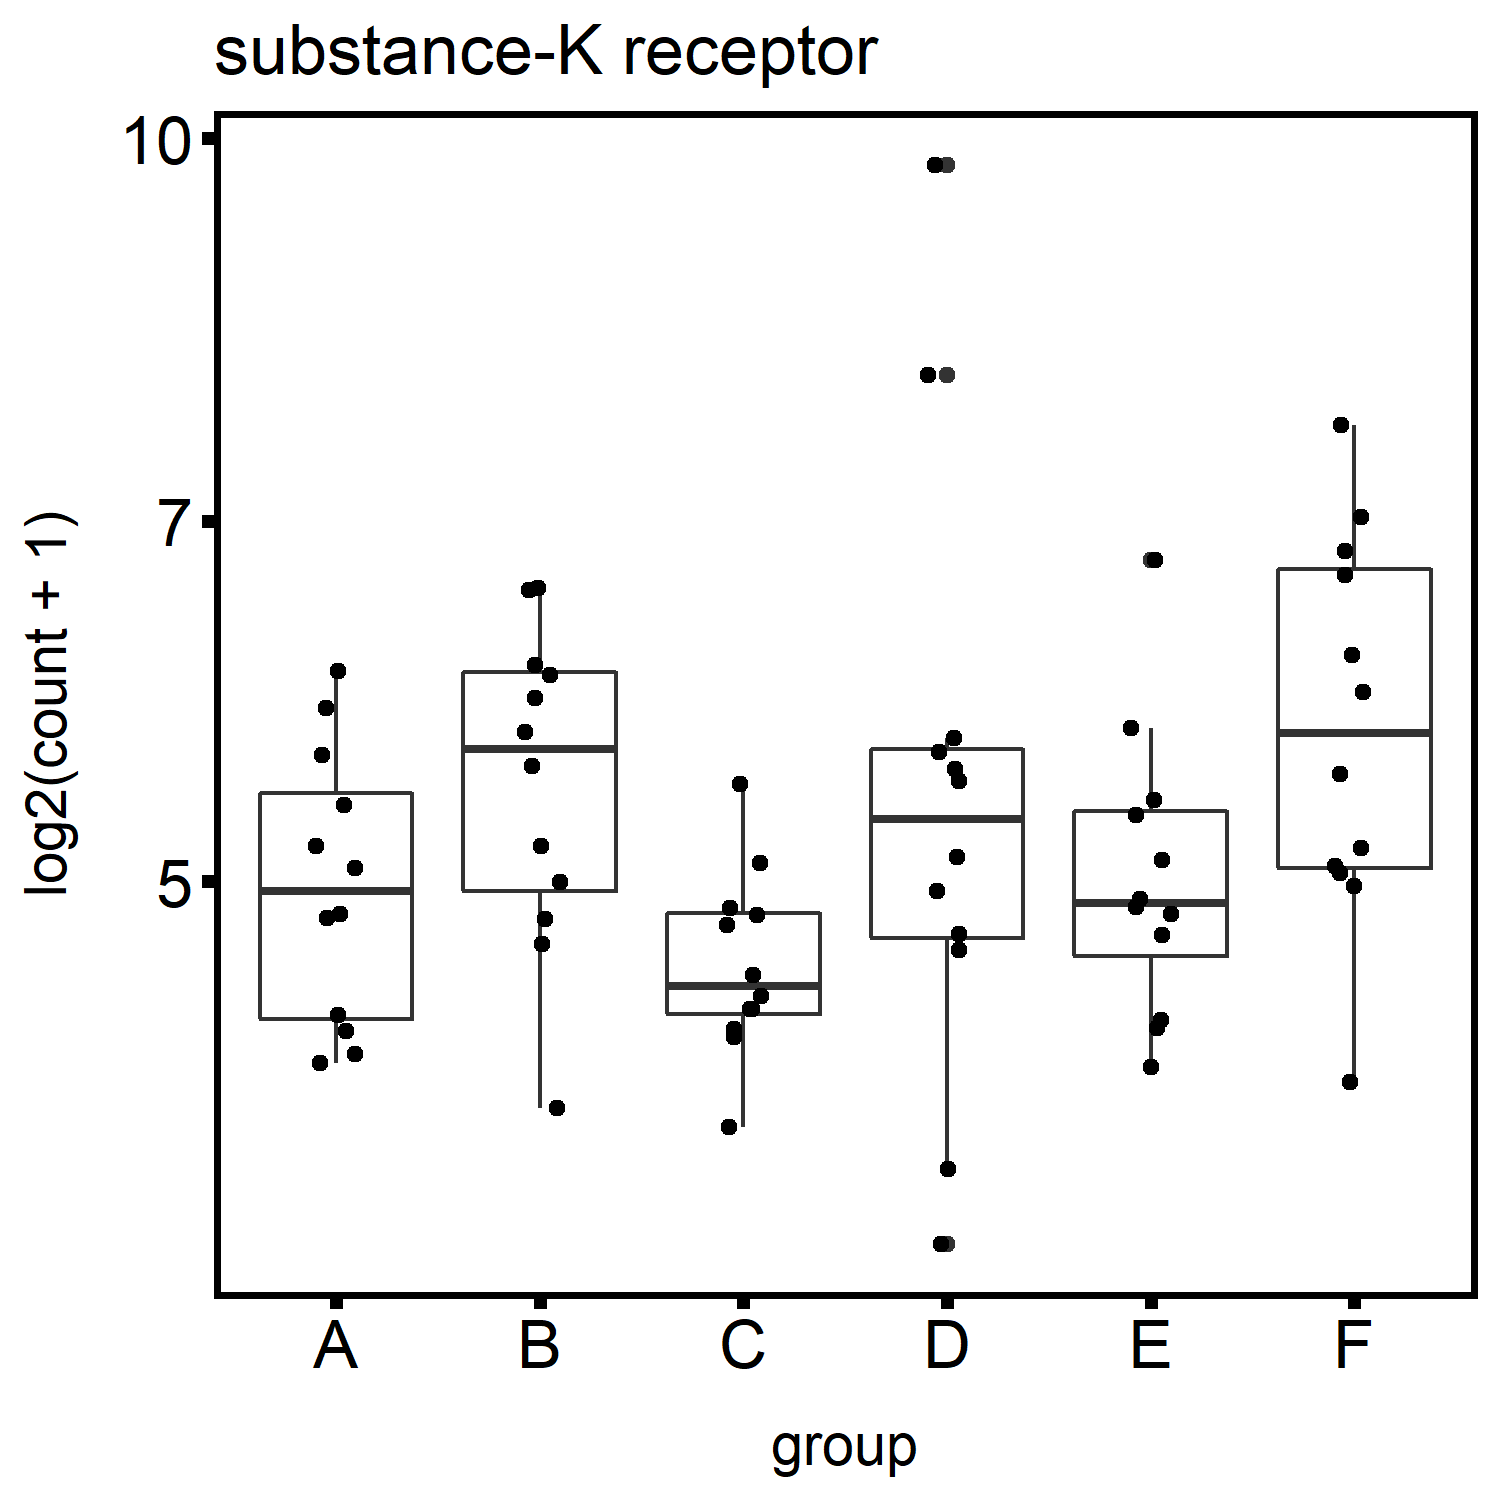 substance-K receptor
10
7
5
log2(count + 1)
A B C D E F
group